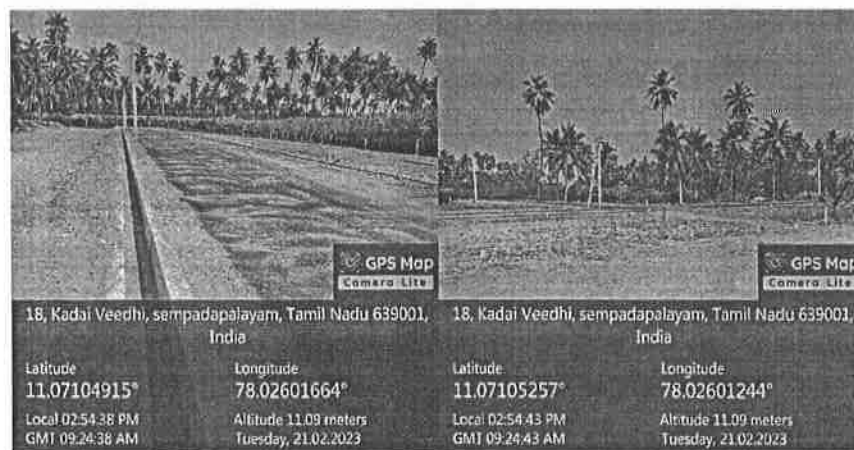 GPS Map
Camera Lite
18, Kadai Veedhi, sempadapalayam, Tamil Nadu 639001,
India
Latitude
11.07104915°
Longitude
78.02601664°
Local 02:54:38 PM
GMT 09:24:38 AM
Altitude 11.09 meters
Tuesday, 21.02.2023
GPS Map
Camera Lite
18, Kadai Veedhi, sempadapalayam, Tamil Nadu 639001,
India
Latitude
11.07105257°
Longitude
78.02601244°
Local 02:54:43 PM
GMT 09:24:43 AM
Altitude 11.09 meters
Tuesday, 21.02.2023